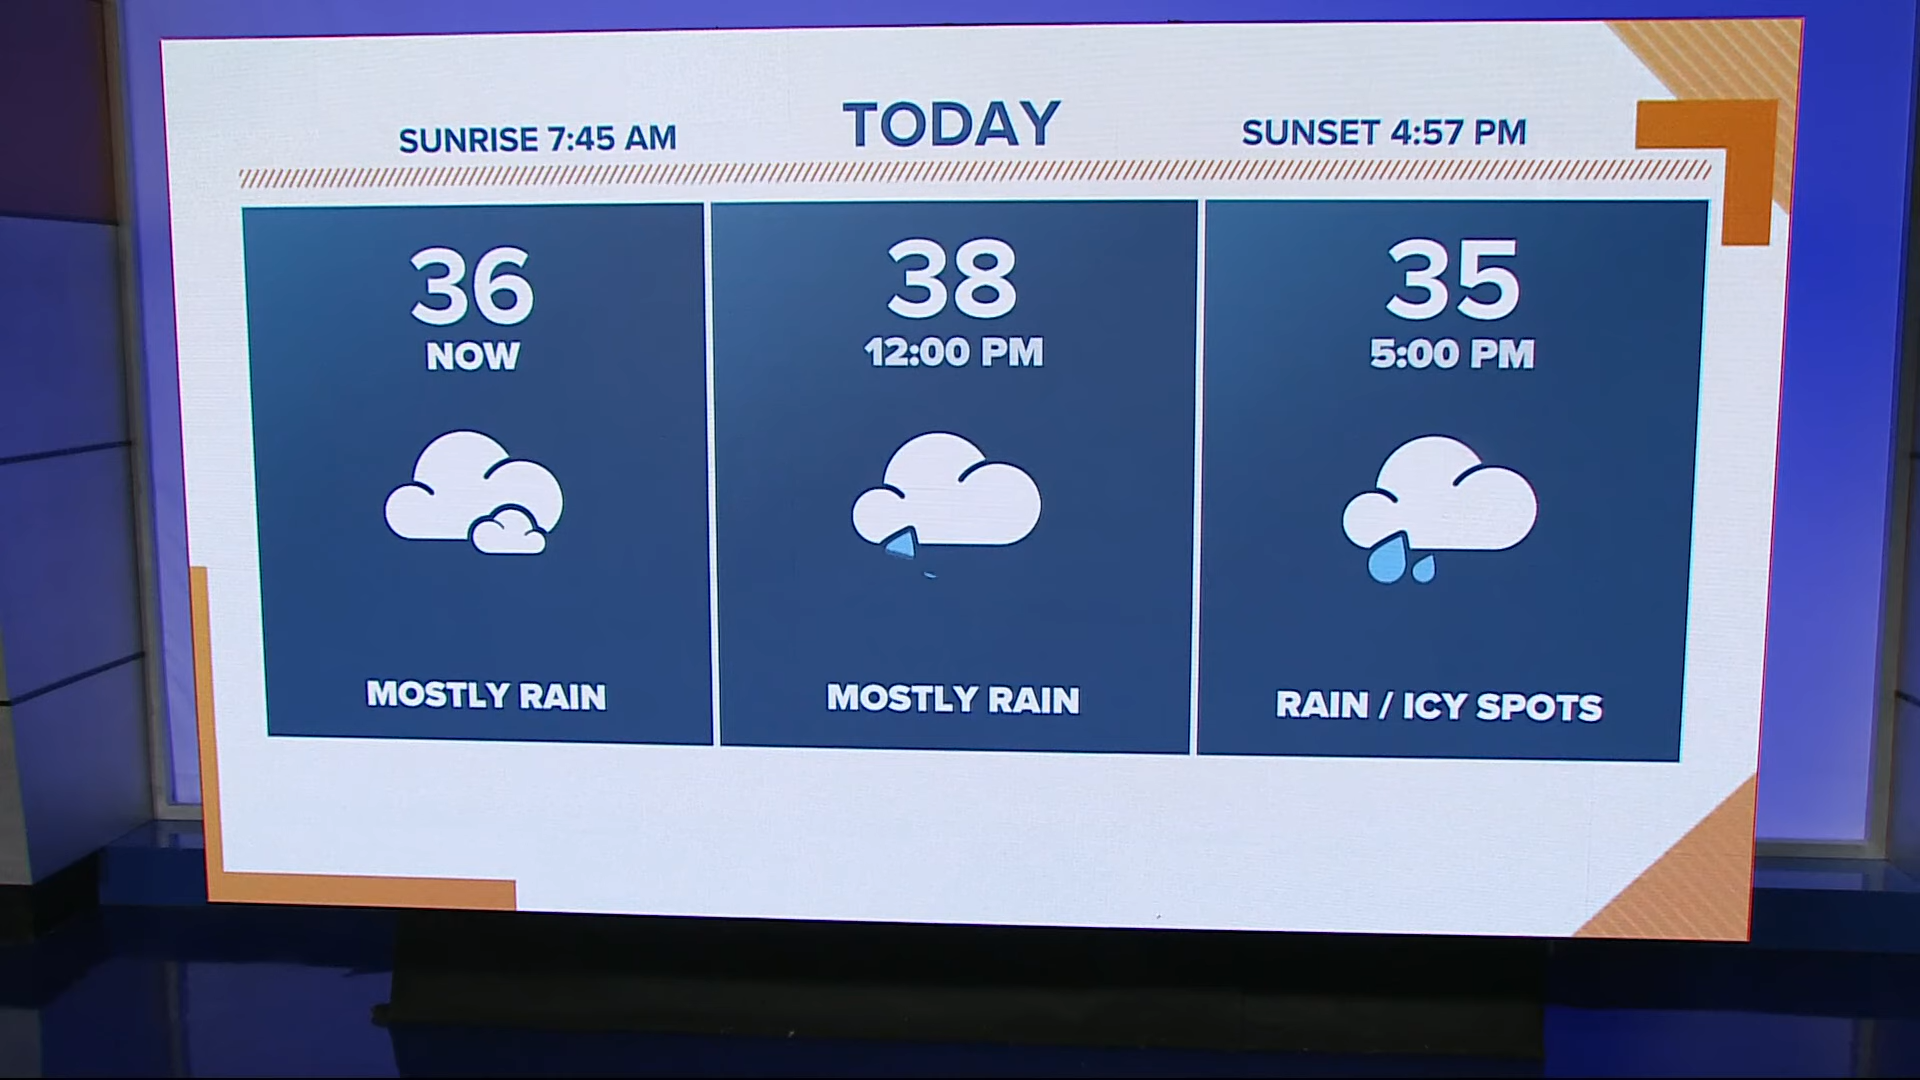 TODAY
SUNRISE 7:45 AM
SUNSET 4:57 PM
36
NOW
MOSTLY RAIN
38
12:00 PM
MOSTLY RAIN
35
5:00 PM
RAIN / ICY SPOTS